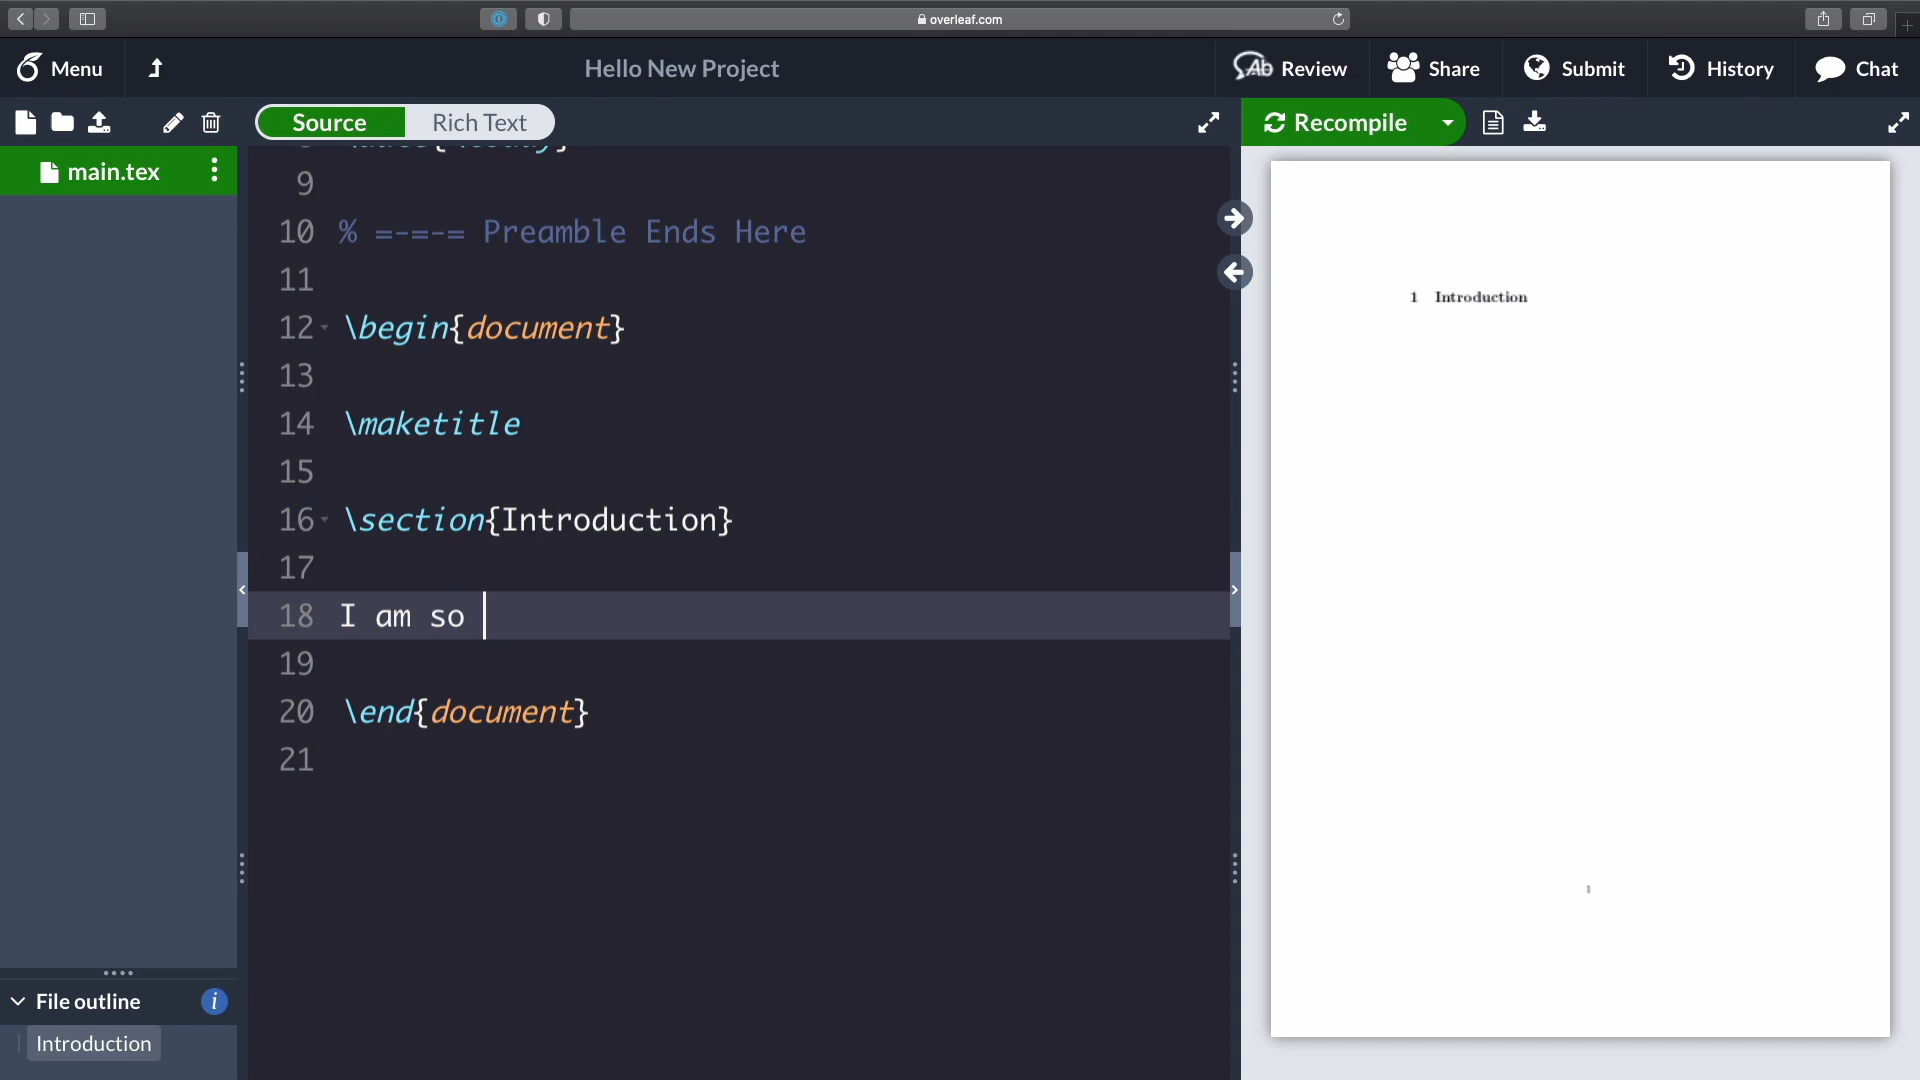 overleaf.com
Menu
Hello New Project
Review
Share
Submit
History
Chat
Source
Rich Text
Recompile
main.tex
9
10 % =-=-= Preamble Ends Here
11
12 \begin{document}
13
14 \maketitle
15
16 \section{Introduction}
17
18 I am so
19
20 \end{document}
21
File outline
i
Introduction
1 Introduction
1